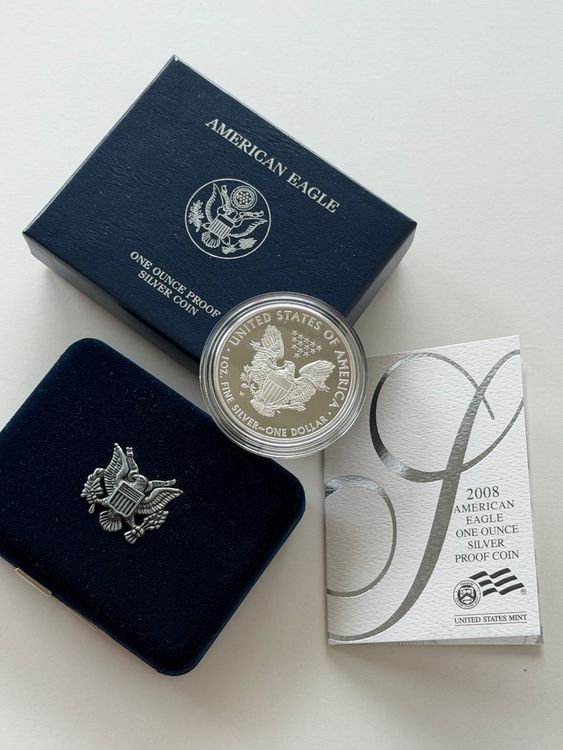 AMERICAN EAGLE
ONE OUNCE PROOF
SILVER COIN
· UNITED STATES OF AMERICA ·
1 OZ. FINE SILVER~ONE DOLLAR
W
2008
AMERICAN
EAGLE
ONE OUNCE
SILVER
PROOF COIN
®
UNITED STATES MINT